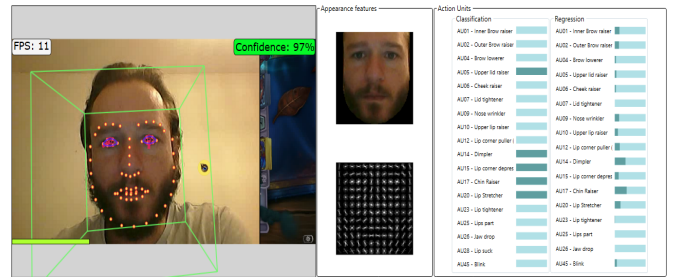 Appearance features
Action Units
Classification
Regression
FPS: 11
Confidence: 97%
AU01 - Inner Brow raiser
AU02 - Outer Brow raiser
AU04 - Brow lowerer
AU05 - Upper lid raiser
AU06 - Cheek raiser
AU07 - Lid tightener
AU09 - Nose wrinkler
AU10 - Upper lip raiser
AU12 - Lip corner puller (
AU14 - Dimpler
AU15 - Lip corner depres
AU17 - Chin Raiser
AU20 - Lip Stretcher
AU23 - Lip tightener
AU25 - Lips part
AU26 - Jaw drop
AU28 - Lip suck
AU45 - Blink
AU01 - Inner Brow raiser
AU02 - Outer Brow raiser
AU04 - Brow lowerer
AU05 - Upper lid raiser
AU06 - Cheek raiser
AU07 - Lid tightener
AU09 - Nose wrinkler
AU10 - Upper lip raiser
AU12 - Lip corner puller (
AU14 - Dimpler
AU15 - Lip corner depres
AU17 - Chin Raiser
AU20 - Lip Stretcher
AU23 - Lip tightener
AU25 - Lips part
AU26 - Jaw drop
AU45 - Blink